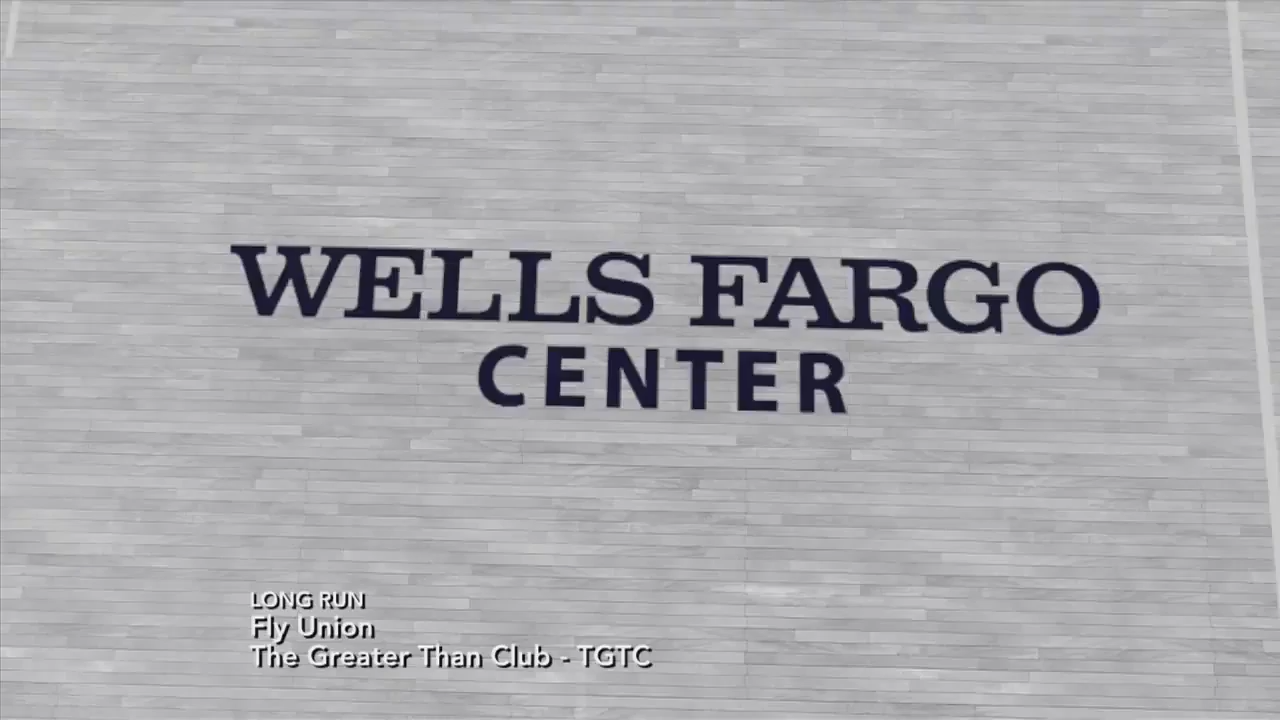 WELLS FARGO
CENTER
LONG RUN
Fly Union
The Greater Than Club - TGTC